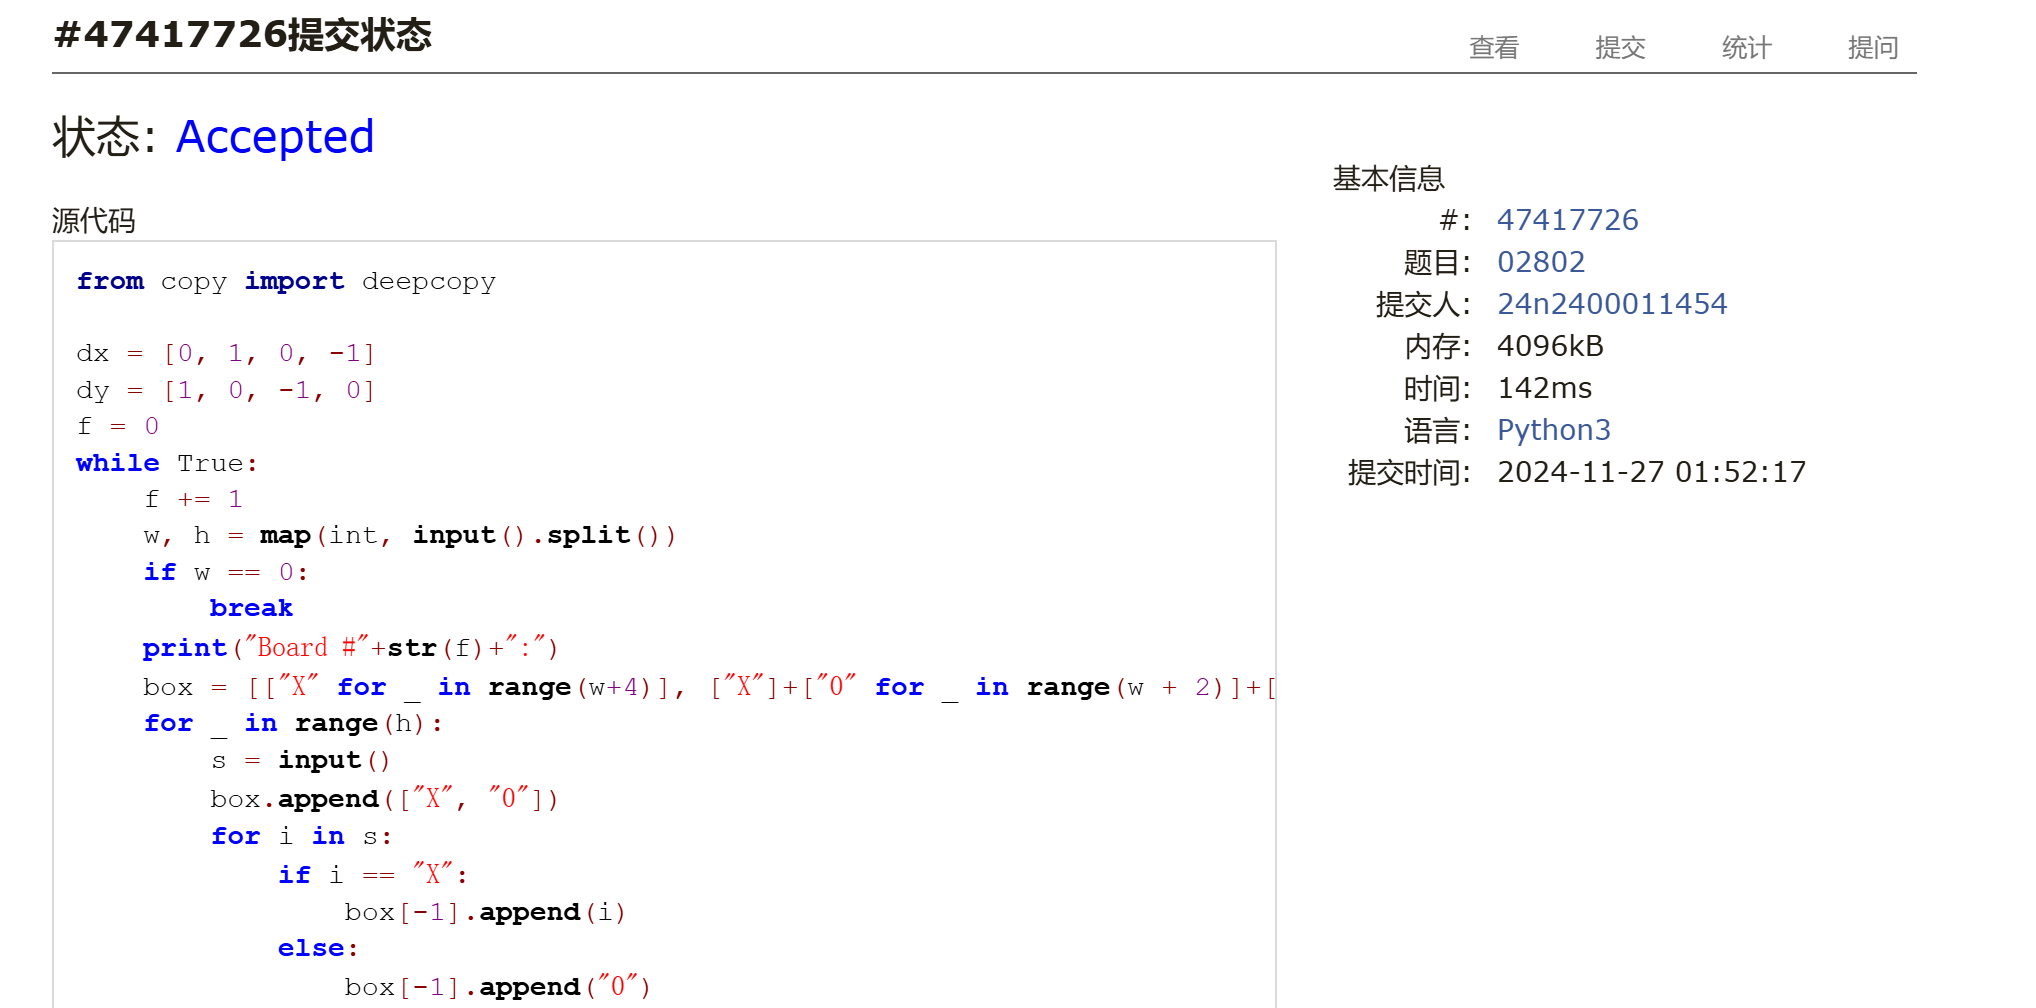 #47417726提交状态
查看 提交 统计 提问
状态: Accepted
源代码
from copy import deepcopy
dx = [0, 1, 0, -1]
dy = [1, 0, -1, 0]
f = 0
while True:
    f += 1
    w, h = map(int, input().split())
    if w == 0:
        break
    print("Board #"+str(f)+":")
    box = [["X" for _ in range(w+4)], ["X"]+["0" for _ in range(w + 2)]+[
    for _ in range(h):
        s = input()
        box.append(["X", "0"])
        for i in s:
            if i == "X":
                box[-1].append(i)
            else:
                box[-1].append("0")
基本信息
#: 47417726
题目: 02802
提交人: 24n2400011454
内存: 4096kB
时间: 142ms
语言: Python3
提交时间: 2024-11-27 01:52:17